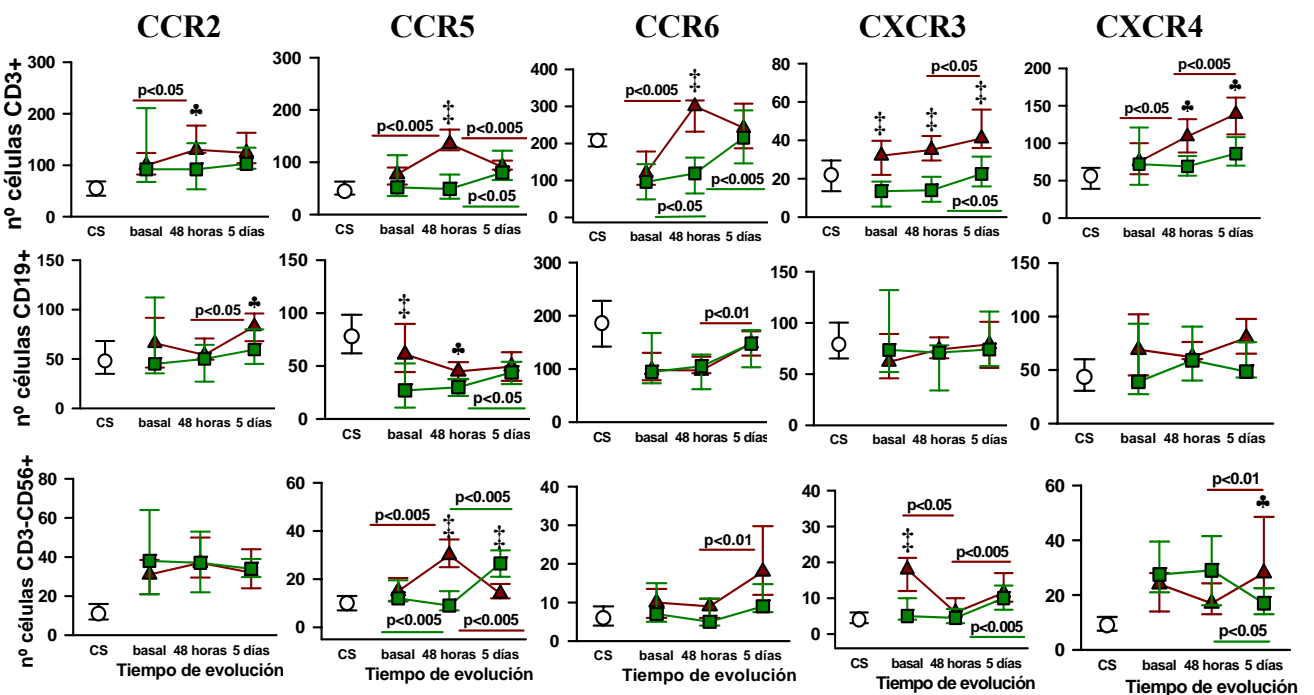 CCR2 CCR5 CCR6 CXCR3 CXCR4
nº células CD3+
300
200
100
0
p<0.05
♣
CS basal 48 horas 5 días
300
200
100
0
p<0.005
‡
p<0.005
p<0.05
CS basal 48 horas 5 días
400
300
200
100
0
p<0.005
‡
p<0.005
p<0.05
CS basal 48 horas 5 días
80
60
40
20
0
p<0.05
‡ ‡ ‡
p<0.05
CS basal 48 horas 5 días
200
150
100
50
0
p<0.005
p<0.05
♣ ♣
CS basal 48 horas 5 días
nº células CD19+
150
100
50
0
p<0.05
♣
CS basal 48 horas 5 días
150
100
50
0
‡
♣
p<0.05
CS basal 48 horas 5 días
300
200
100
0
p<0.01
CS basal 48 horas 5 días
150
100
50
0
CS basal 48 horas 5 días
150
100
50
0
CS basal 48 horas 5 días
nº células CD3-CD56+
80
60
40
20
0
CS basal 48 horas 5 días
Tiempo de evolución
60
40
20
0
p<0.005
p<0.005
‡ ‡
p<0.005 p<0.005
CS basal 48 horas 5 días
Tiempo de evolución
40
30
20
10
0
p<0.01
CS basal 48 horas 5 días
Tiempo de evolución
40
30
20
10
0
p<0.05
‡
p<0.005
p<0.005
CS basal 48 horas 5 días
Tiempo de evolución
60
40
20
0
p<0.01
♣
p<0.05
CS basal 48 horas 5 días
Tiempo de evolución